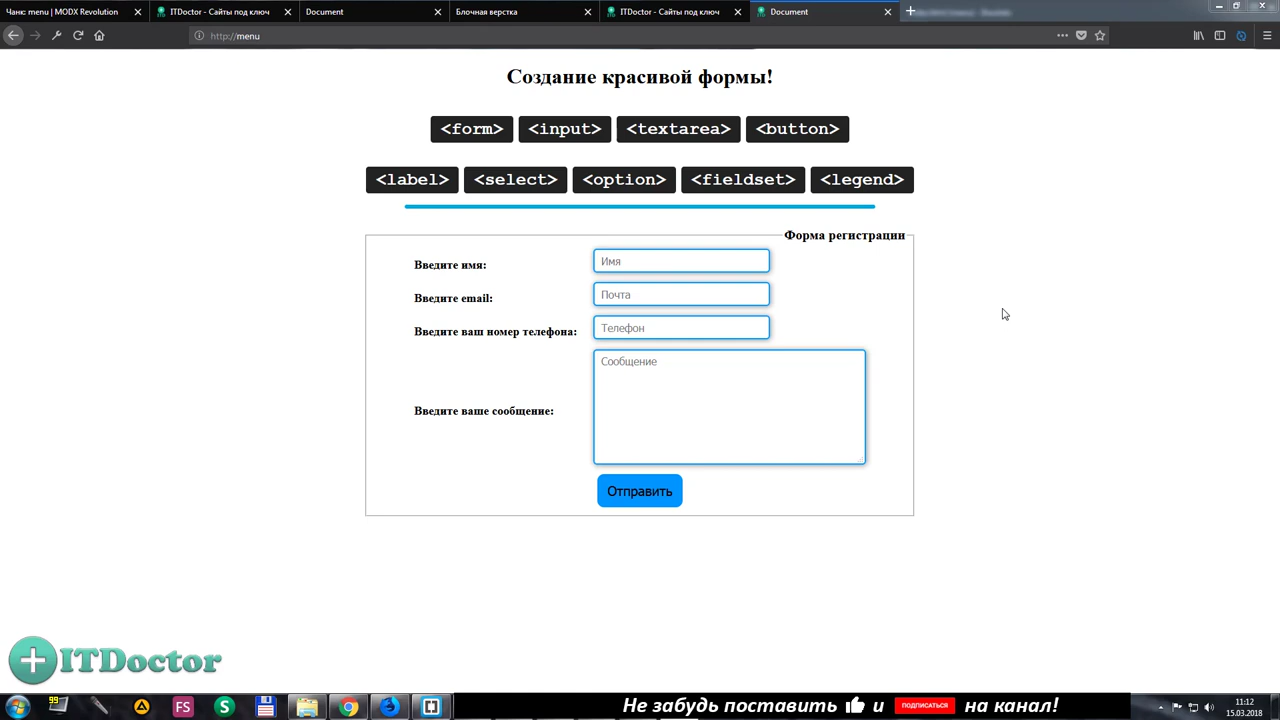 Чанк: menu | MODX Revolution
ITDoctor - Сайты под ключ
Document
Блочная верстка
ITDoctor - Сайты под ключ
Document
http://menu
Создание красивой формы!
<form> <input> <textarea> <button>
<label> <select> <option> <fieldset> <legend>
Форма регистрации
Введите имя:
Имя
Введите email:
Почта
Введите ваш номер телефона:
Телефон
Сообщение
Введите ваше сообщение:
Отправить
ITDoctor
99
FS
S
Не забудь поставить и ПОДПИСАТЬСЯ на канал!
11:12
15.03.2018